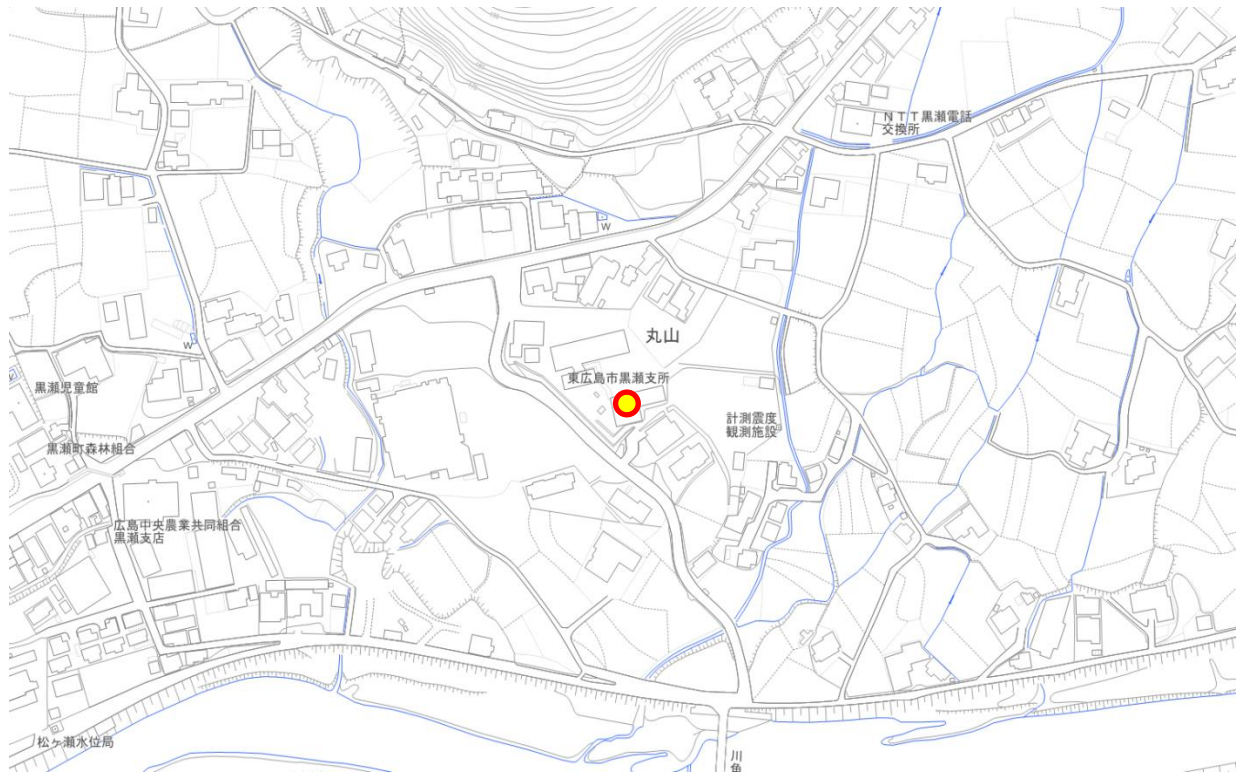 NTT黒瀬電話
交換所
W
丸山
W
東広島市黒瀬支所
黒瀬児童館
計測震度
観測施設
黒瀬町森林組合
広島中央農業共同組合
黒瀬支店
松ヶ瀬水位局
川角